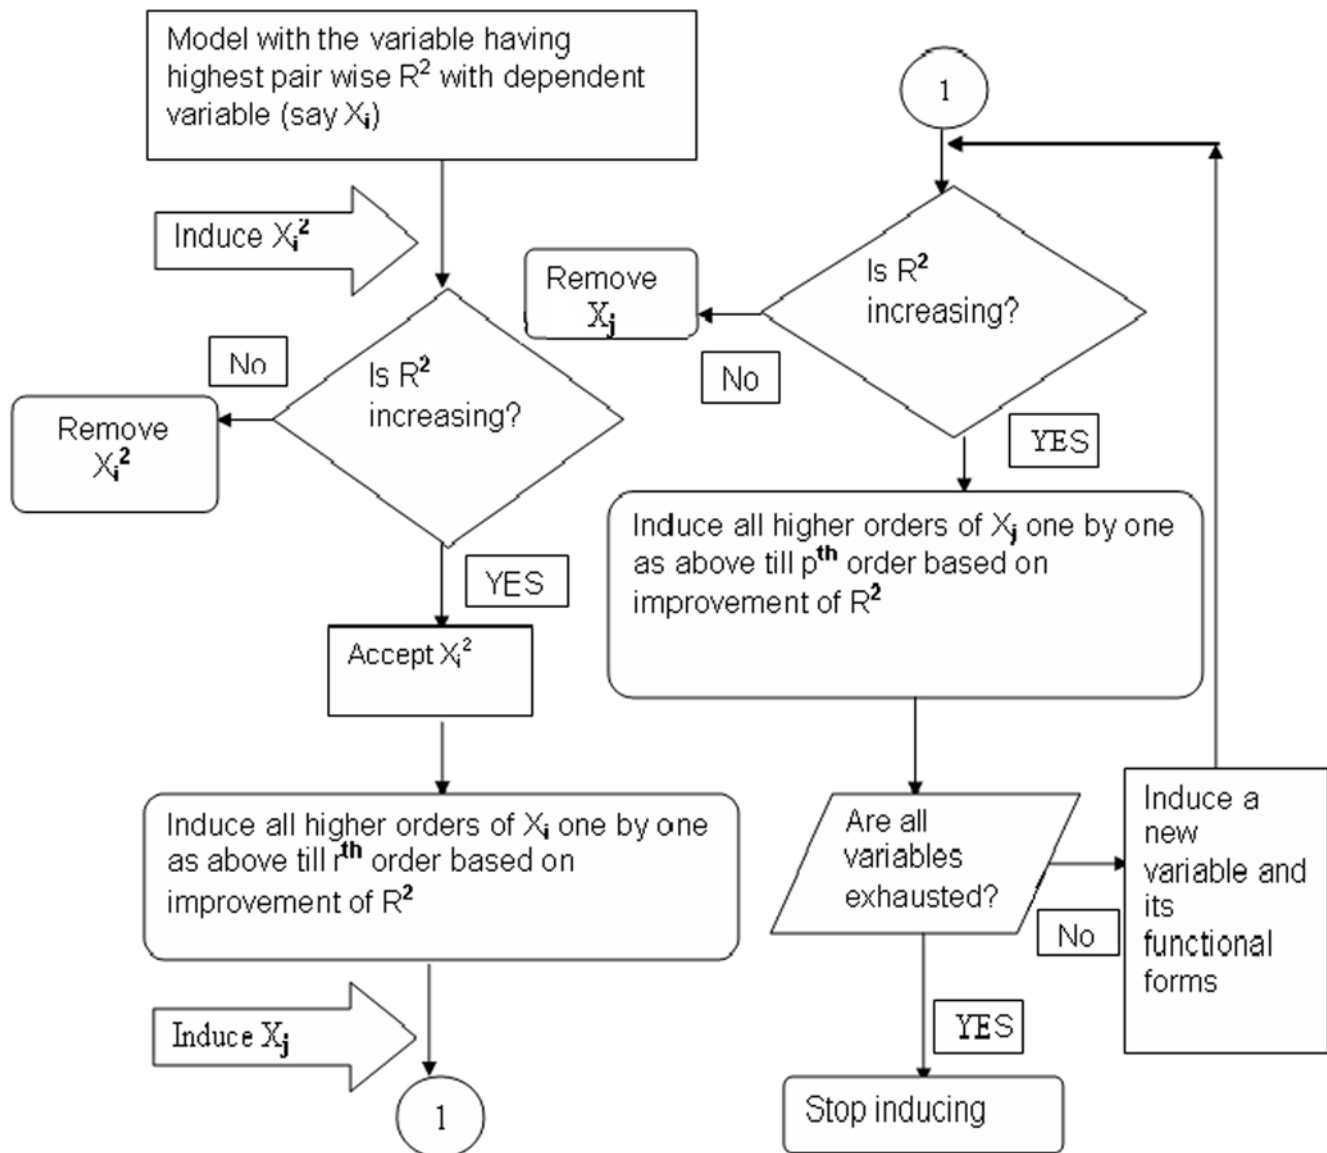 Model with the variable having
highest pair wise R² with dependent
variable (say Xᵢ)
Induce Xᵢ²
Is R²
increasing?
No
Remove
Xᵢ²
YES
Accept Xᵢ²
Induce all higher orders of Xᵢ one by one
as above till rᵗʰ order based on
improvement of R²
Induce Xⱼ
1
1
Is R²
increasing?
Remove
Xⱼ
No
YES
Induce all higher orders of Xⱼ one by one
as above till pᵗʰ order based on
improvement of R²
Are all
variables
exhausted?
No
Induce a
new
variable and
its
functional
forms
YES
Stop inducing